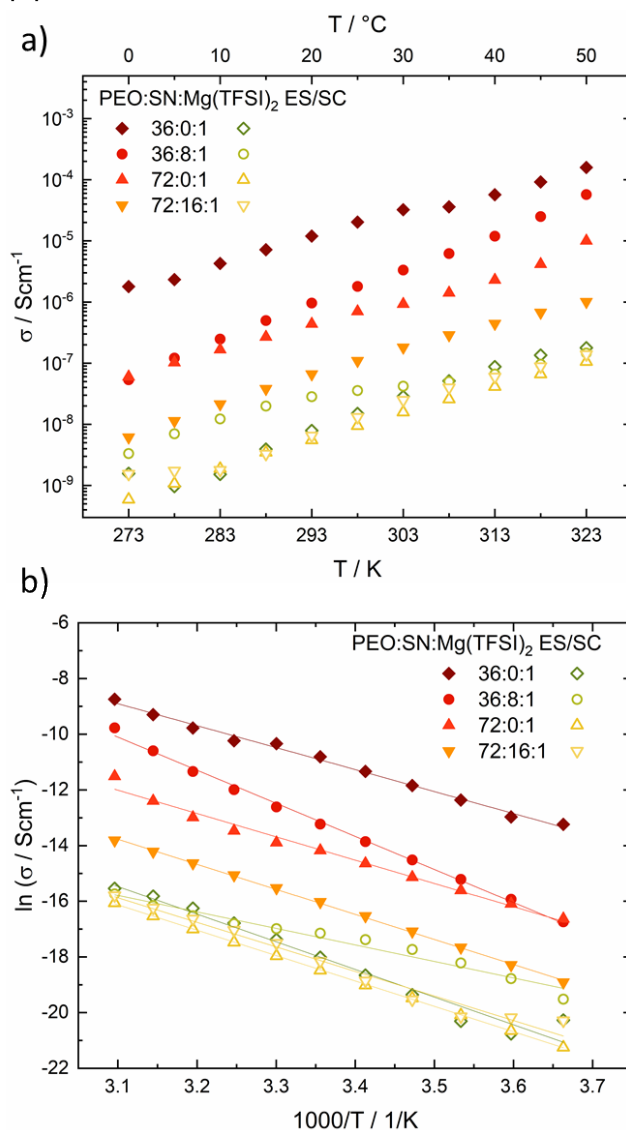 T / °C
a)
0 10 20 30 40 50
PEO:SN:Mg(TFSI)₂ ES/SC
36:0:1
36:8:1
72:0:1
72:16:1
10⁻³
10⁻⁴
10⁻⁵
10⁻⁶
10⁻⁷
10⁻⁸
10⁻⁹
σ / Scm⁻¹
273 283 293 303 313 323
T / K
b)
PEO:SN:Mg(TFSI)₂ ES/SC
36:0:1
36:8:1
72:0:1
72:16:1
-6
-8
-10
-12
-14
-16
-18
-20
-22
ln (σ / Scm⁻¹)
3.1 3.2 3.3 3.4 3.5 3.6 3.7
1000/T / 1/K